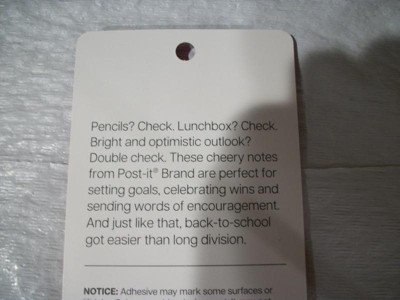 Pencils? Check. Lunchbox? Check.
Bright and optimistic outlook?
Double check. These cheery notes
from Post-it® Brand are perfect for
setting goals, celebrating wins and
sending words of encouragement.
And just like that, back-to-school
got easier than long division.
NOTICE: Adhesive may mark some surfaces or